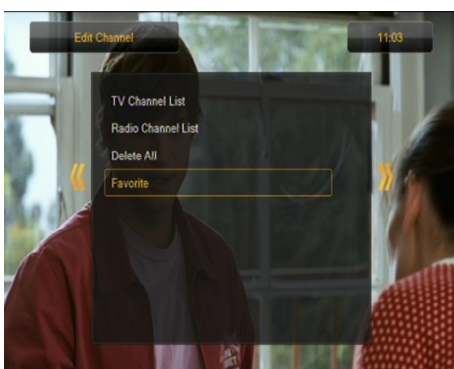 Edit Channel
11:03
TV Channel List
Radio Channel List
Delete All
Favorite